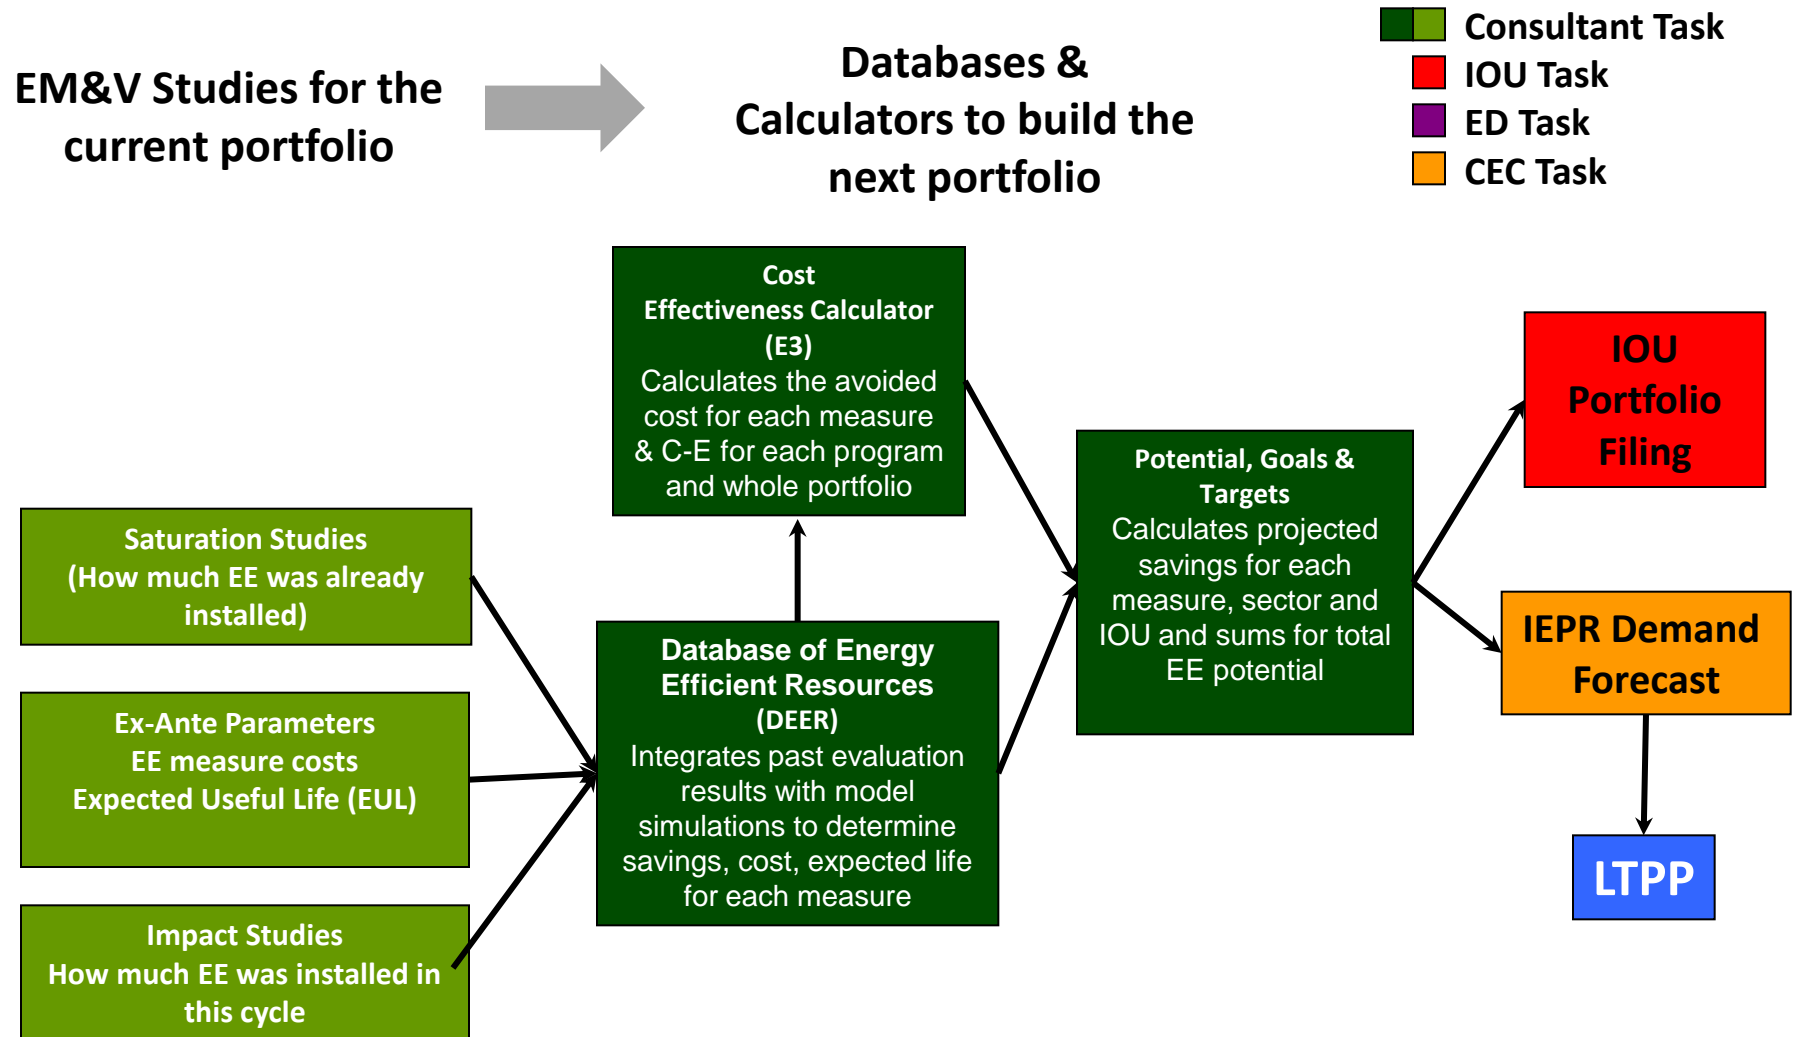 EM&V Studies for the
current portfolio
Databases &
Calculators to build the
next portfolio
Consultant Task
IOU Task
ED Task
CEC Task
Cost
Effectiveness Calculator
(E3)
Calculates the avoided
cost for each measure
& C-E for each program
and whole portfolio
Saturation Studies
(How much EE was already
installed)
Ex-Ante Parameters
EE measure costs
Expected Useful Life (EUL)
Impact Studies
How much EE was installed in
this cycle
Database of Energy
Efficient Resources
(DEER)
Integrates past evaluation
results with model
simulations to determine
savings, cost, expected life
for each measure
Potential, Goals &
Targets
Calculates projected
savings for each
measure, sector and
IOU and sums for total
EE potential
IOU
Portfolio
Filing
IEPR Demand
Forecast
LTPP